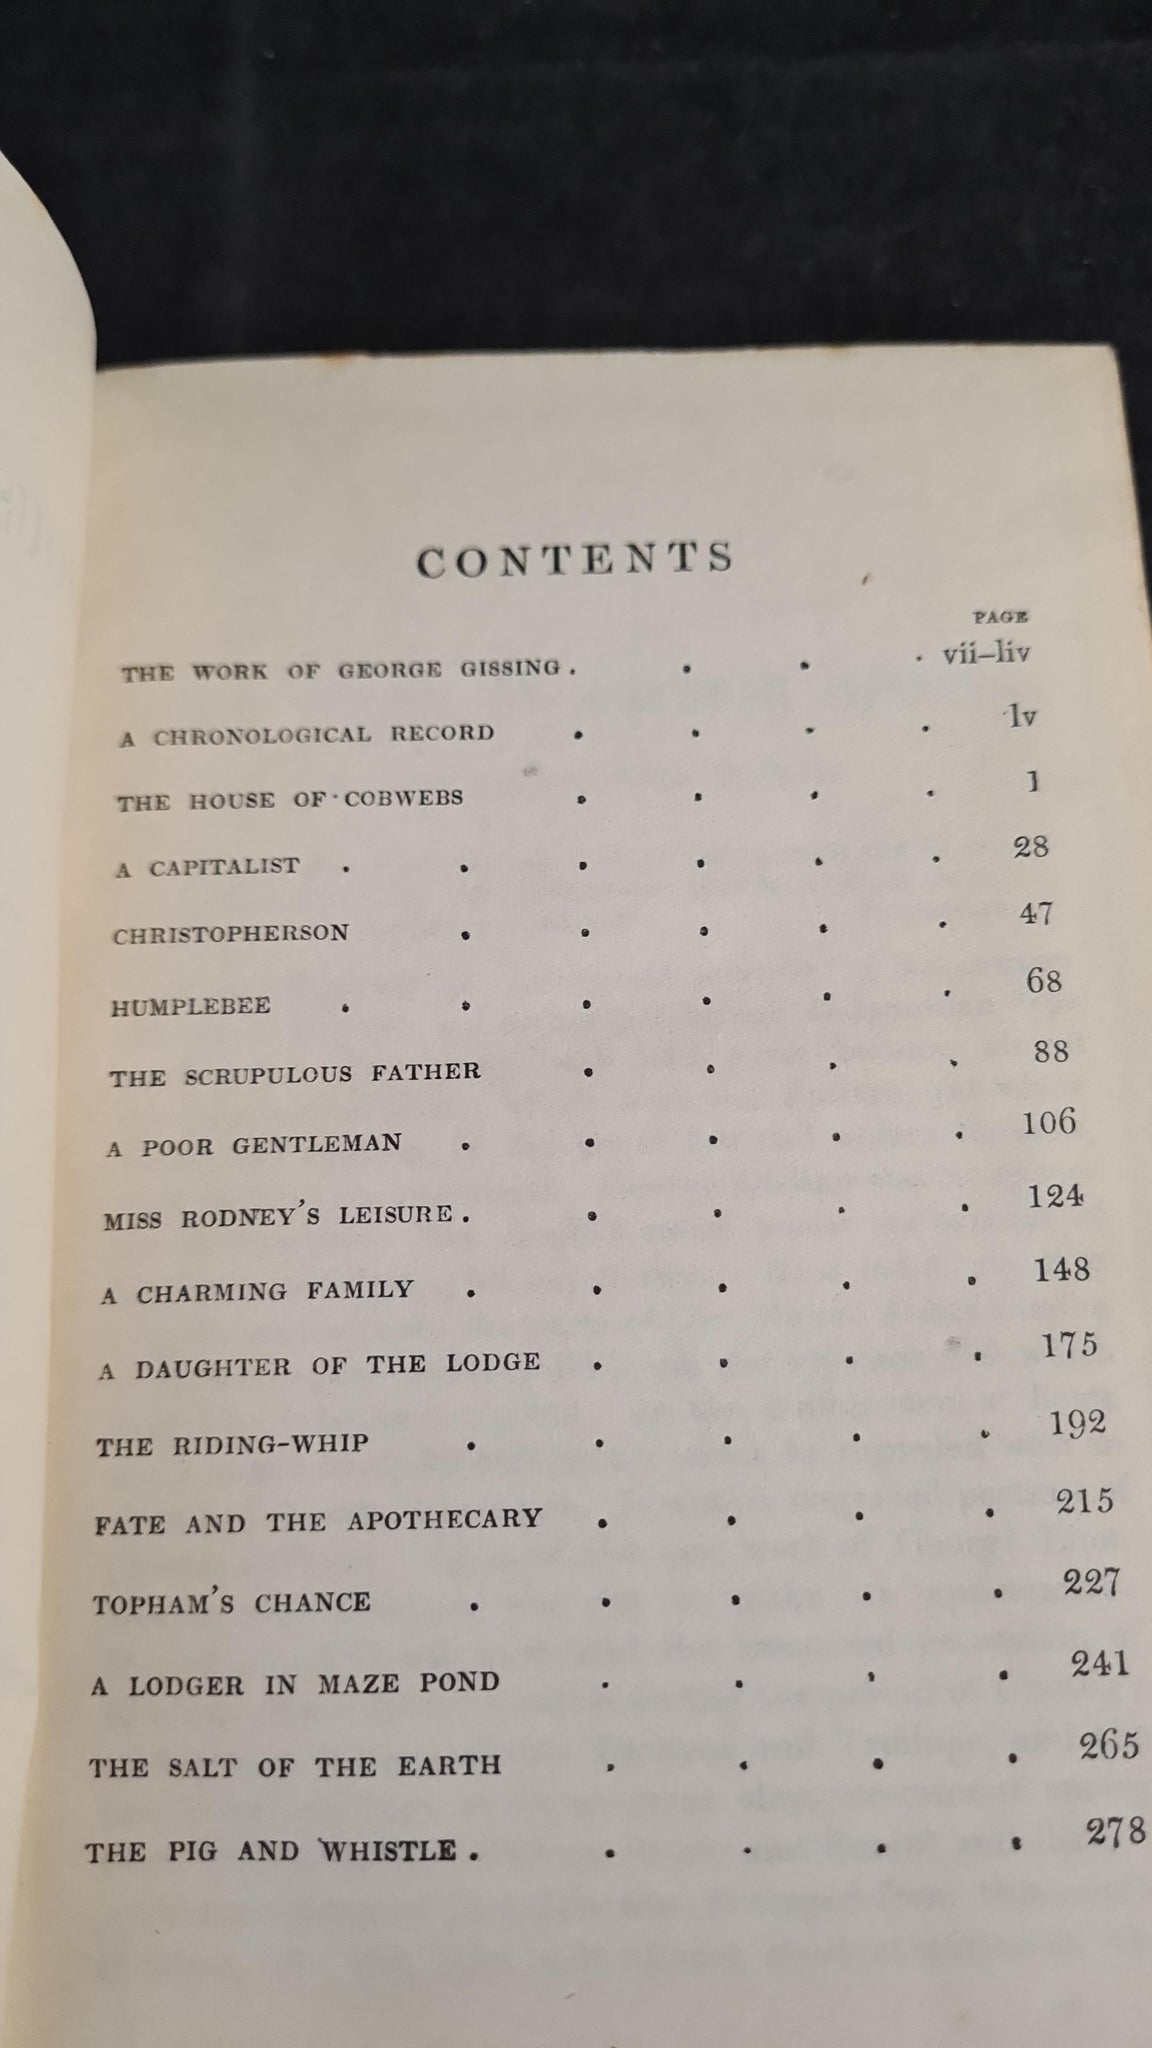 CONTENTS
PAGE
THE WORK OF GEORGE GISSING . . . . vii–liv
A CHRONOLOGICAL RECORD . . . . lv
THE HOUSE OF COBWEBS . . . . 1
A CAPITALIST . . . . . . 28
CHRISTOPHERSON . . . . . 47
HUMPLEBEE . . . . . . 68
THE SCRUPULOUS FATHER . . . . 88
A POOR GENTLEMAN . . . . . 106
MISS RODNEY'S LEISURE . . . . . 124
A CHARMING FAMILY . . . . . 148
A DAUGHTER OF THE LODGE . . . . 175
THE RIDING-WHIP . . . . . 192
FATE AND THE APOTHECARY . . . . 215
TOPHAM'S CHANCE . . . . . 227
A LODGER IN MAZE POND . . . . 241
THE SALT OF THE EARTH . . . . 265
THE PIG AND WHISTLE . . . . . 278